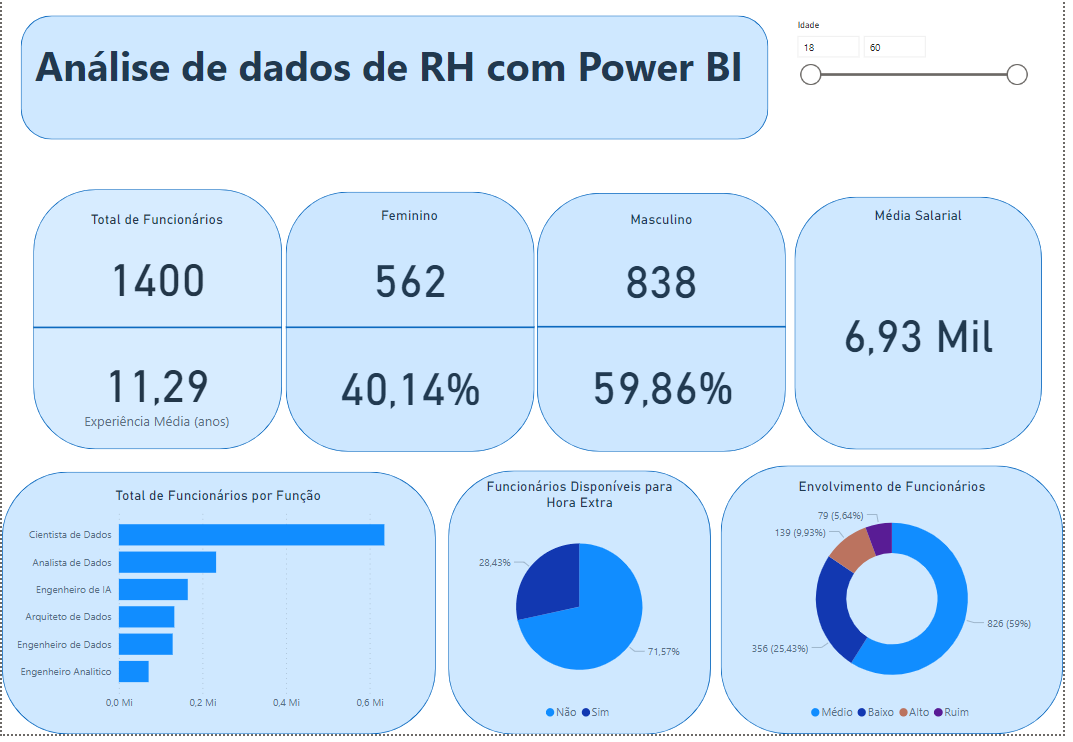 Análise de dados de RH com Power BI
Idade
18
60
Total de Funcionários
1400
11,29
Experiência Média (anos)
Feminino
562
40,14%
Masculino
838
59,86%
Média Salarial
6,93 Mil
Total de Funcionários por Função
Cientista de Dados
Analista de Dados
Engenheiro de IA
Arquiteto de Dados
Engenheiro de Dados
Engenheiro Analitico
0,0 Mi
0,2 Mi
0,4 Mi
0,6 Mi
Funcionários Disponíveis para
Hora Extra
28,43%
71,57%
Não
Sim
Envolvimento de Funcionários
79 (5,64%)
139 (9,93%)
356 (25,43%)
826 (59%)
Médio
Baixo
Alto
Ruim